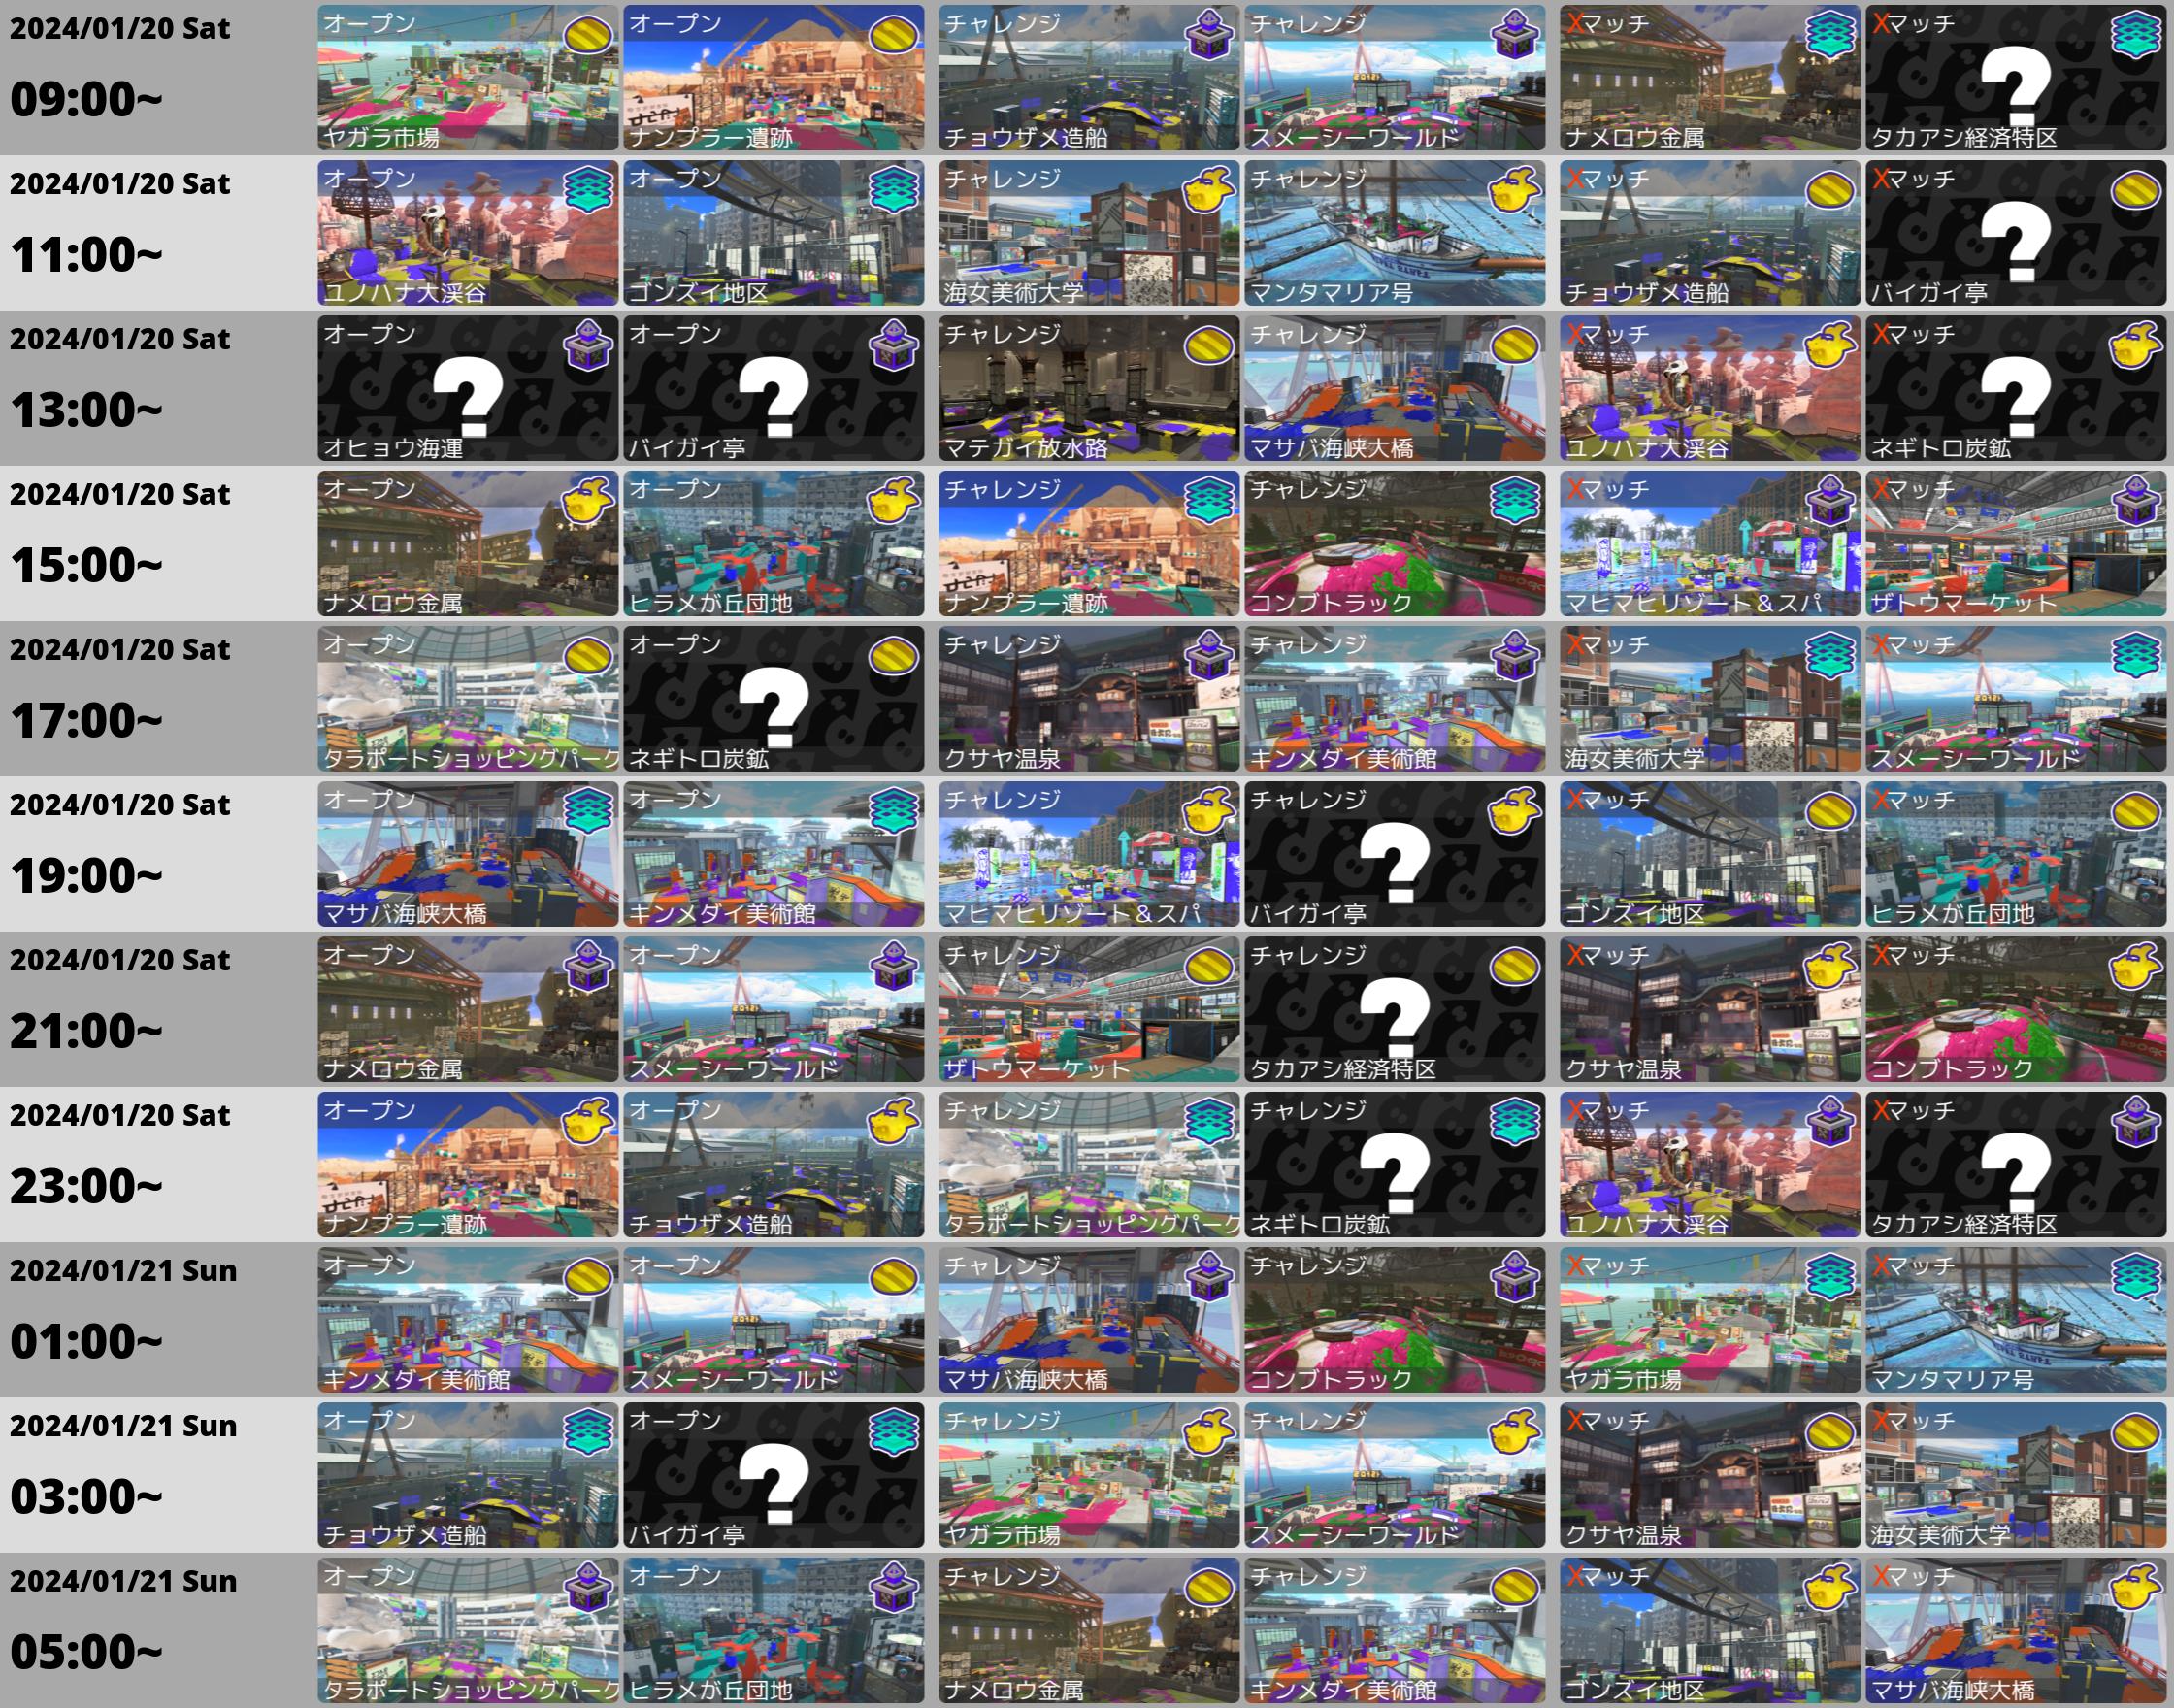 2024/01/20 Sat
09:00~
オープン
ヤガラ市場
オープン
ナンプラー遺跡
チャレンジ
チョウザメ造船
チャレンジ
スメーシーワールド
Xマッチ
ナメロウ金属
Xマッチ
タカアシ経済特区
2024/01/20 Sat
11:00~
オープン
ユノハナ大渓谷
オープン
ゴンズイ地区
チャレンジ
海女美術大学
チャレンジ
マンタマリア号
Xマッチ
チョウザメ造船
Xマッチ
バイガイ亭
2024/01/20 Sat
13:00~
オープン
オヒョウ海運
オープン
バイガイ亭
チャレンジ
マテガイ放水路
チャレンジ
マサバ海峡大橋
Xマッチ
ユノハナ大渓谷
Xマッチ
ネギトロ炭鉱
2024/01/20 Sat
15:00~
オープン
ナメロウ金属
オープン
ヒラメが丘団地
チャレンジ
ナンプラー遺跡
チャレンジ
コンブトラック
Xマッチ
マヒマヒリゾート＆スパ
Xマッチ
ザトウマーケット
2024/01/20 Sat
17:00~
オープン
タラポートショッピングパーク
オープン
ネギトロ炭鉱
チャレンジ
クサヤ温泉
チャレンジ
キンメダイ美術館
Xマッチ
海女美術大学
Xマッチ
スメーシーワールド
2024/01/20 Sat
19:00~
オープン
マサバ海峡大橋
オープン
キンメダイ美術館
チャレンジ
マヒマヒリゾート＆スパ
チャレンジ
バイガイ亭
Xマッチ
ゴンズイ地区
Xマッチ
ヒラメが丘団地
2024/01/20 Sat
21:00~
オープン
ナメロウ金属
オープン
スメーシーワールド
チャレンジ
ザトウマーケット
チャレンジ
タカアシ経済特区
Xマッチ
クサヤ温泉
Xマッチ
コンブトラック
2024/01/20 Sat
23:00~
オープン
ナンプラー遺跡
オープン
チョウザメ造船
チャレンジ
タラポートショッピングパーク
チャレンジ
ネギトロ炭鉱
Xマッチ
ユノハナ大渓谷
Xマッチ
タカアシ経済特区
2024/01/21 Sun
01:00~
オープン
キンメダイ美術館
オープン
スメーシーワールド
チャレンジ
マサバ海峡大橋
チャレンジ
コンブトラック
Xマッチ
ヤガラ市場
Xマッチ
マンタマリア号
2024/01/21 Sun
03:00~
オープン
チョウザメ造船
オープン
バイガイ亭
チャレンジ
ヤガラ市場
チャレンジ
スメーシーワールド
Xマッチ
クサヤ温泉
Xマッチ
海女美術大学
2024/01/21 Sun
05:00~
オープン
タラポートショッピングパーク
オープン
ヒラメが丘団地
チャレンジ
ナメロウ金属
チャレンジ
キンメダイ美術館
Xマッチ
ゴンズイ地区
Xマッチ
マサバ海峡大橋